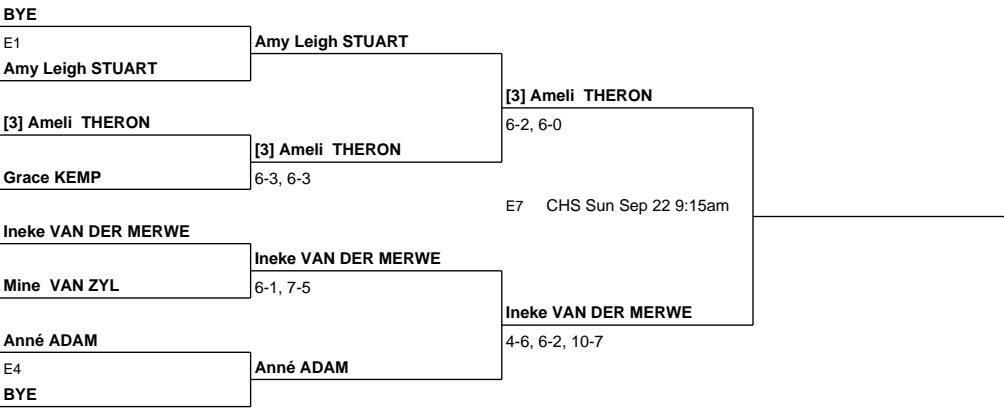 BYE
E1
Amy Leigh STUART
Amy Leigh STUART
[3] Ameli THERON
[3] Ameli THERON
6-2, 6-0
[3] Ameli THERON
Grace KEMP
6-3, 6-3
E7 CHS Sun Sep 22 9:15am
Ineke VAN DER MERWE
Ineke VAN DER MERWE
Mine VAN ZYL
6-1, 7-5
Ineke VAN DER MERWE
Anné ADAM
4-6, 6-2, 10-7
E4
Anné ADAM
BYE